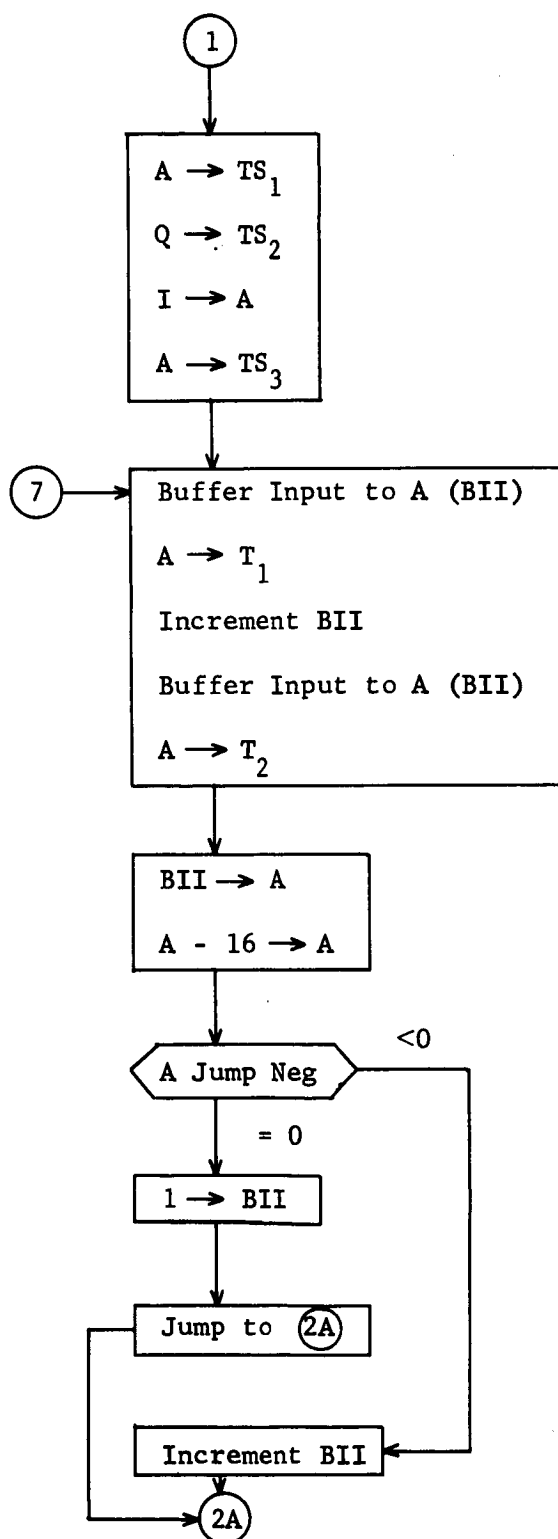 1
A → TS₁
Q → TS₂
I → A
A → TS₃
7
Buffer Input to A (BII)
A → T₁
Increment BII
Buffer Input to A (BII)
A → T₂
BII → A
A - 16 → A
<0
A Jump Neg
= 0
1 → BII
Jump to 2A
Increment BII
2A